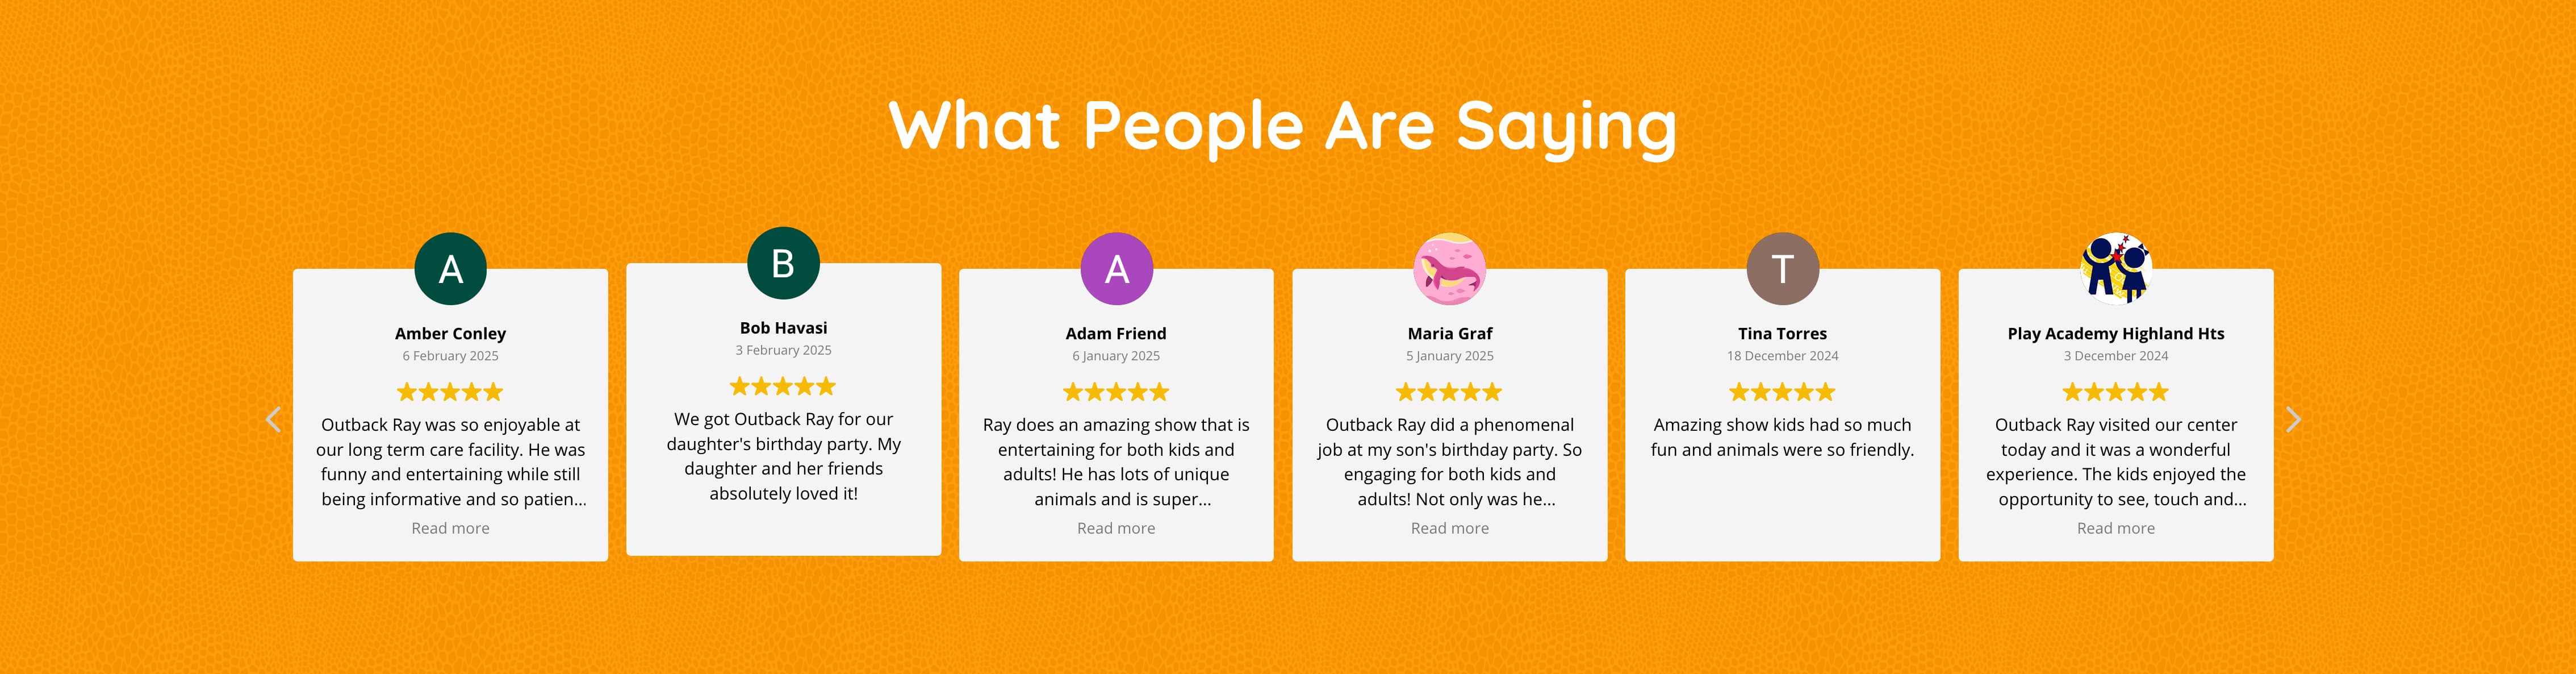 What People Are Saying
A
Amber Conley
6 February 2025
Outback Ray was so enjoyable at
our long term care facility. He was
funny and entertaining while still
being informative and so patien...
Read more
B
Bob Havasi
3 February 2025
We got Outback Ray for our
daughter's birthday party. My
daughter and her friends
absolutely loved it!
A
Adam Friend
6 January 2025
Ray does an amazing show that is
entertaining for both kids and
adults! He has lots of unique
animals and is super...
Read more
Maria Graf
5 January 2025
Outback Ray did a phenomenal
job at my son's birthday party. So
engaging for both kids and
adults! Not only was he...
Read more
T
Tina Torres
18 December 2024
Amazing show kids had so much
fun and animals were so friendly.
Play Academy Highland Hts
3 December 2024
Outback Ray visited our center
today and it was a wonderful
experience. The kids enjoyed the
opportunity to see, touch and...
Read more